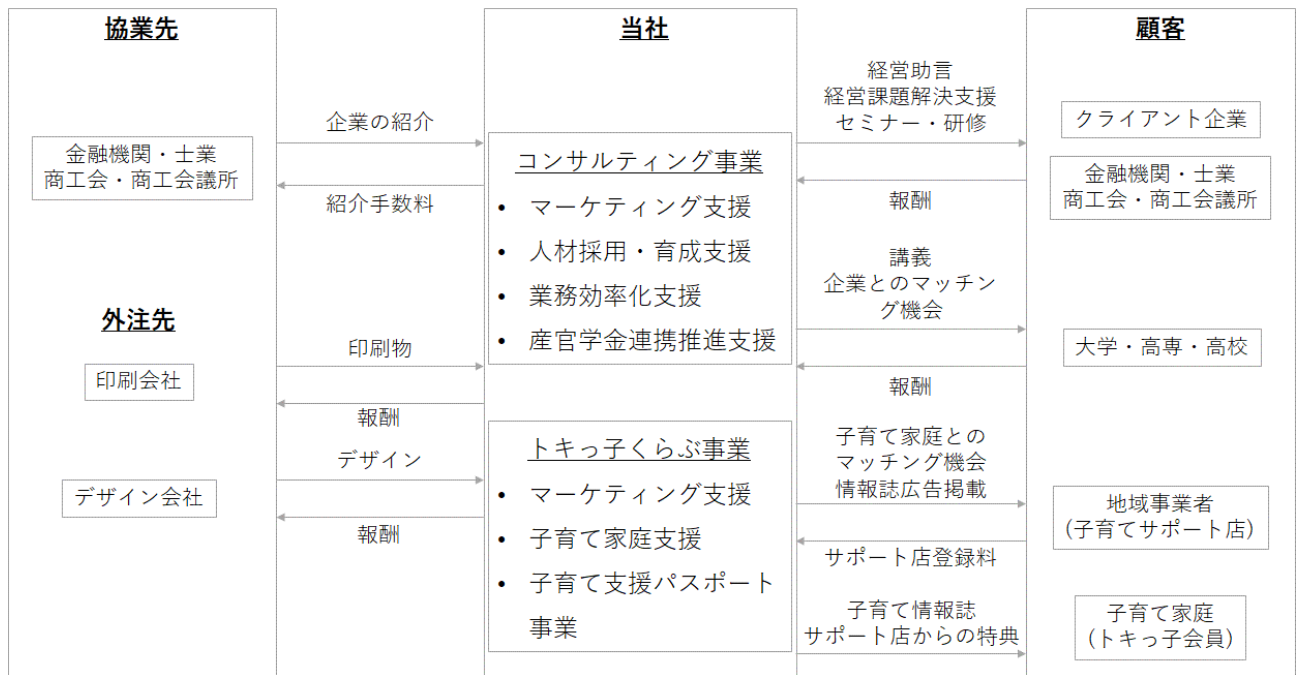 協業先
企業の紹介
金融機関・士業
商工会・商工会議所
紹介手数料
外注先
印刷物
印刷会社
報酬
デザイン
デザイン会社
報酬
当社
コンサルティング事業
• マーケティング支援
• 人材採用・育成支援
• 業務効率化支援
• 産官学金連携推進支援
トキっ子くらぶ事業
• マーケティング支援
• 子育て家庭支援
• 子育て支援パスポート
事業
経営助言
経営課題解決支援
セミナー・研修
報酬
講義
企業とのマッチン
グ機会
報酬
子育て家庭との
マッチング機会
情報誌広告掲載
サポート店登録料
子育て情報誌
サポート店からの特典
顧客
クライアント企業
金融機関・士業
商工会・商工会議所
大学・高専・高校
地域事業者
(子育てサポート店)
子育て家庭
(トキっ子会員)